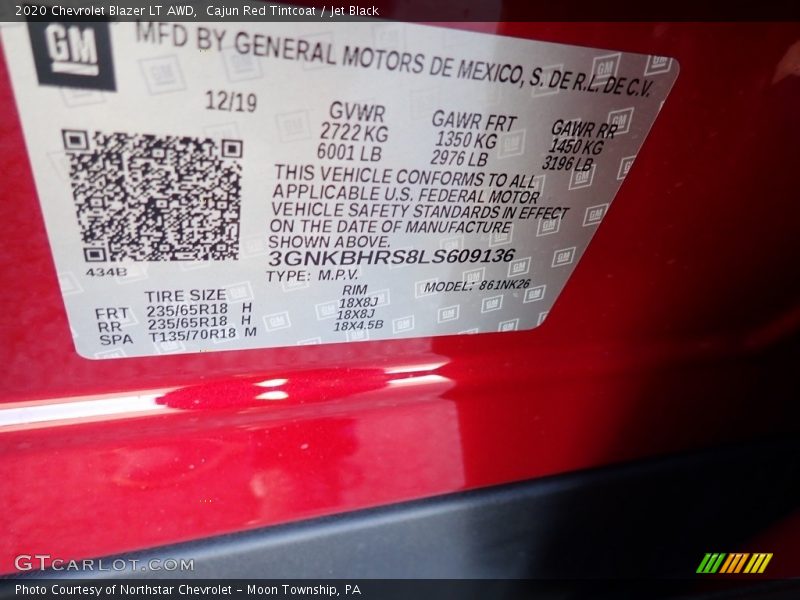 2020 Chevrolet Blazer LT AWD, Cajun Red Tintcoat / Jet Black
GM
MFD BY GENERAL MOTORS DE MEXICO, S. DE R.L. DE C.V.
12/19
GVWR
2722 KG
6001 LB
GAWR FRT
1350 KG
2976 LB
GAWR RR
1450 KG
3196 LB
THIS VEHICLE CONFORMS TO ALL
APPLICABLE U.S. FEDERAL MOTOR
VEHICLE SAFETY STANDARDS IN EFFECT
ON THE DATE OF MANUFACTURE
SHOWN ABOVE.
434B
3GNKBHRS8LS609136
TYPE: M.P.V.
MODEL: 861NK26
TIRE SIZE RIM
FRT 235/65R18 H 18X8J
RR 235/65R18 H 18X8J
SPA T135/70R18 M 18X4.5B
GTCARLOT.COM
Photo Courtesy of Northstar Chevrolet - Moon Township, PA